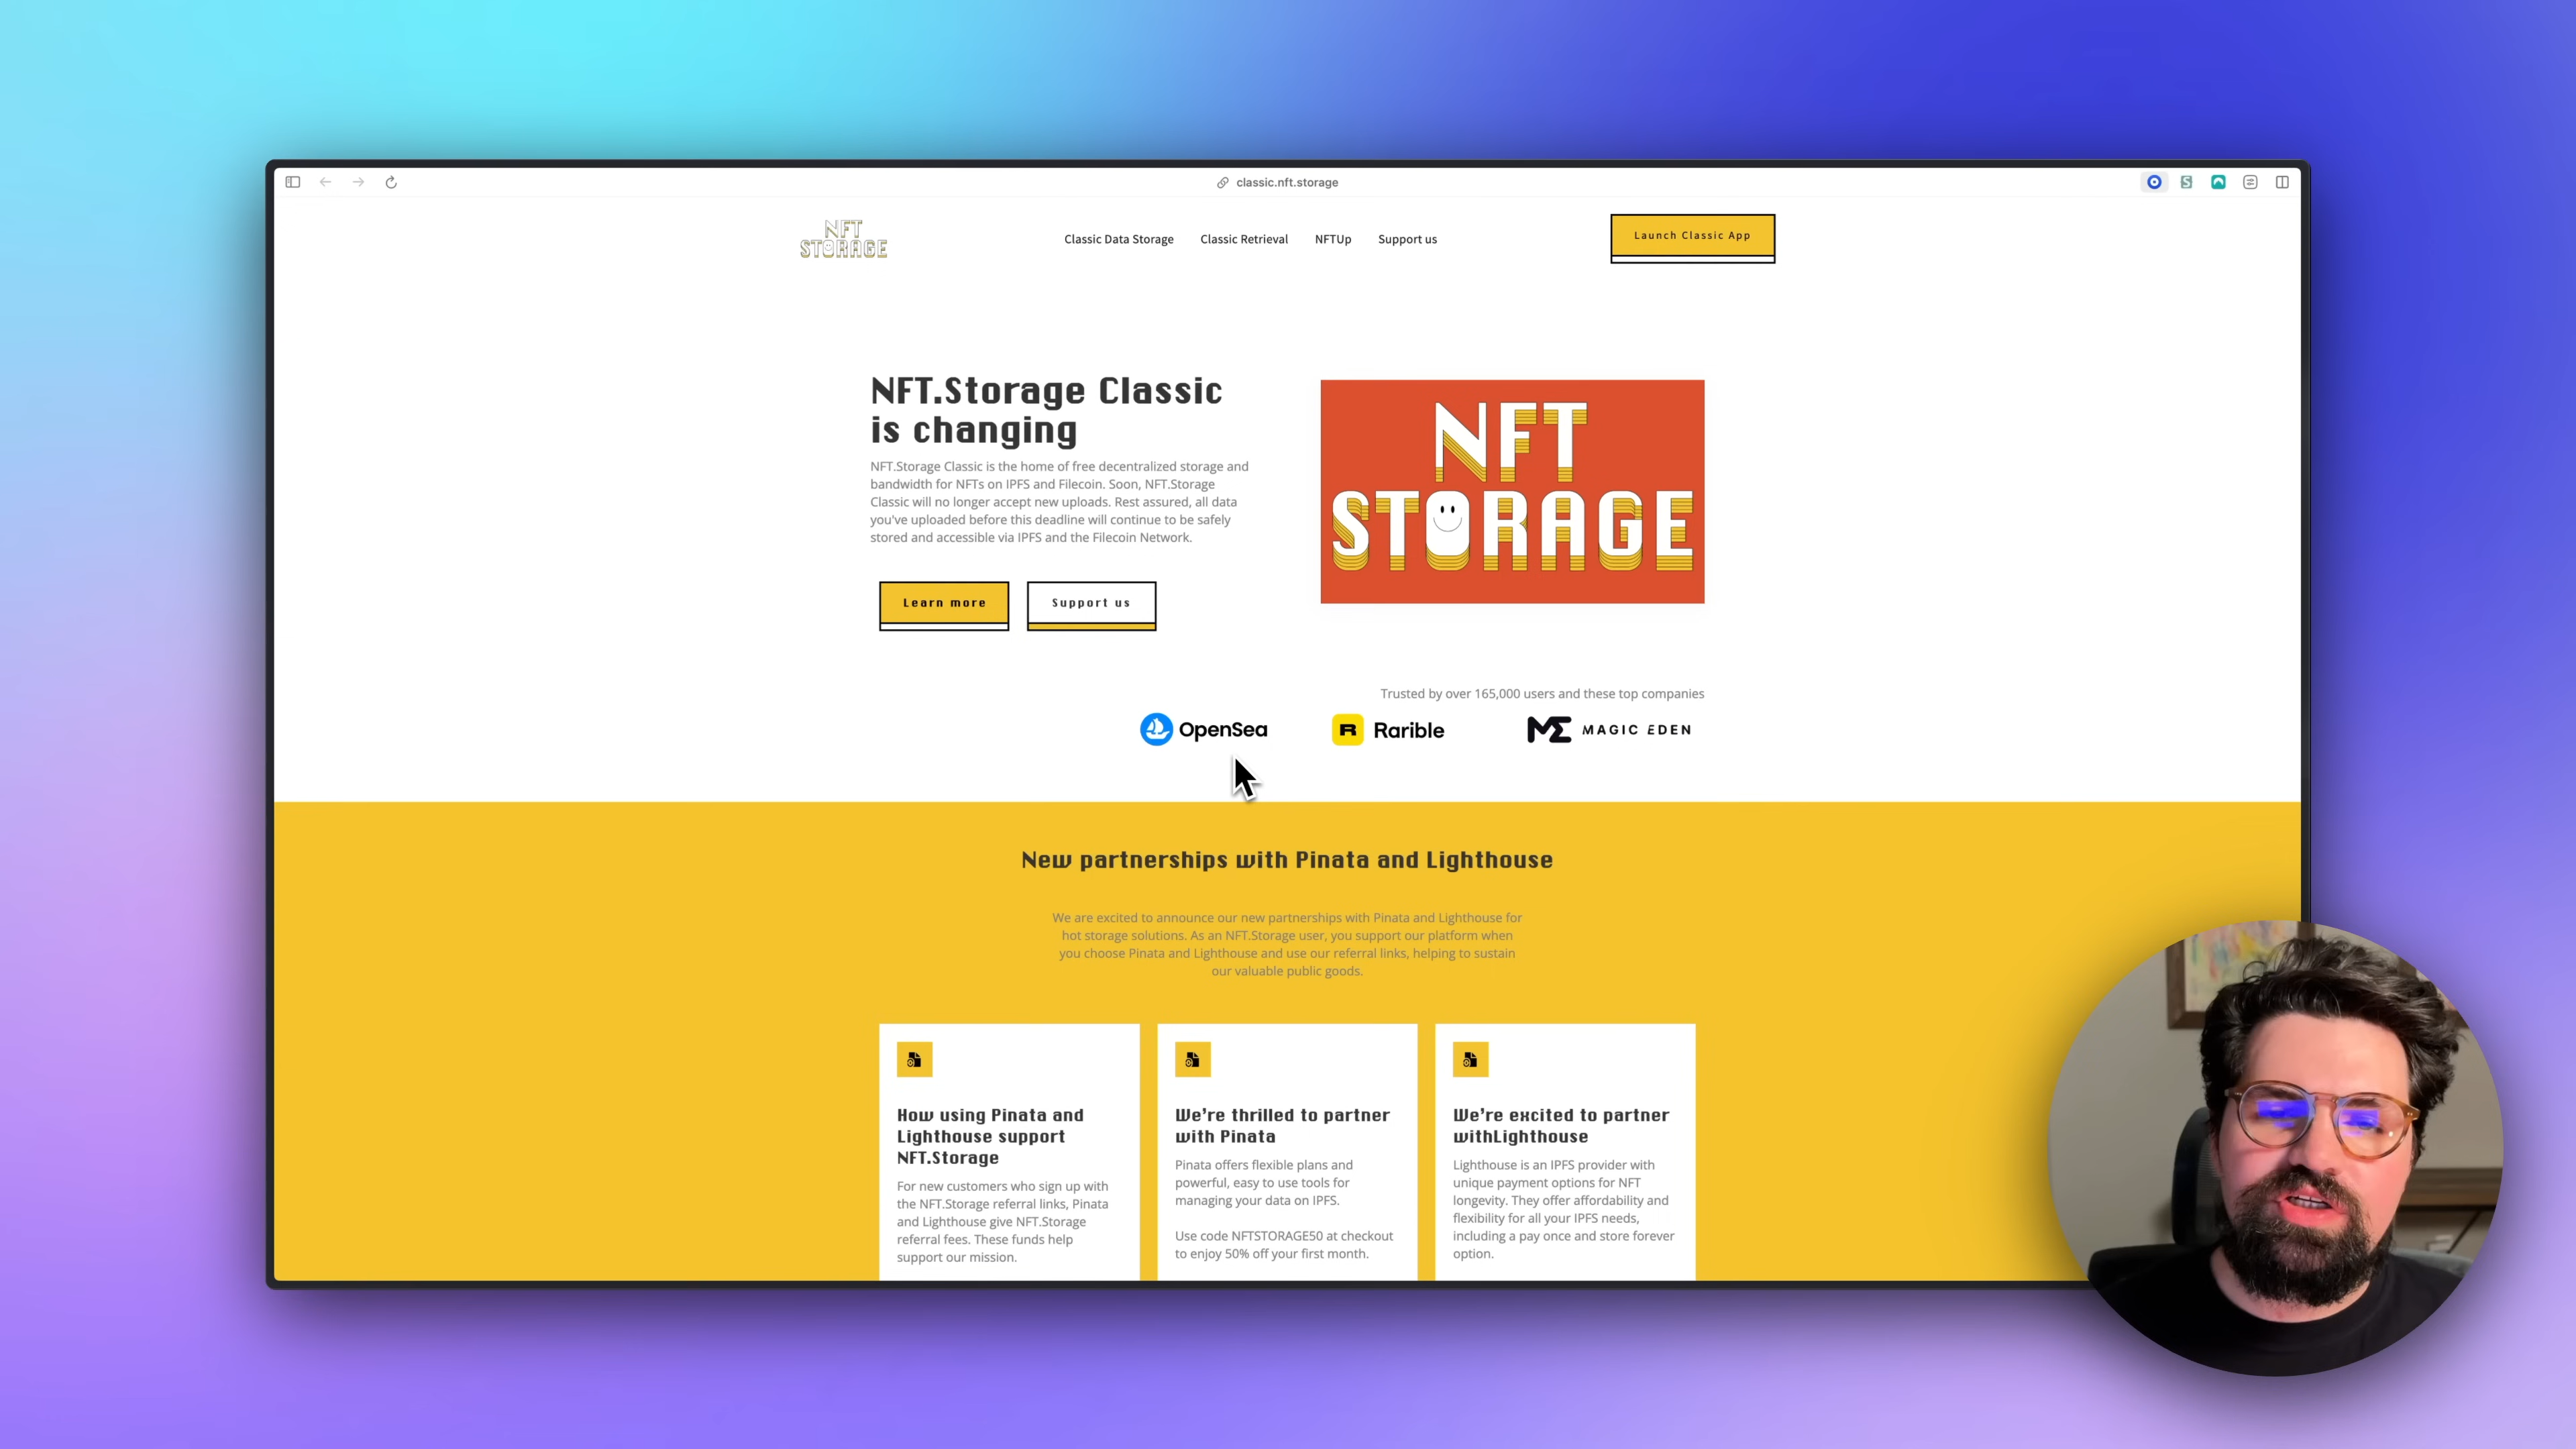 classic.nft.storage
NFT
STORAGE
Classic Data Storage
Classic Retrieval
NFTUp
Support us
Launch Classic App
NFT.Storage Classic
is changing
NFT.Storage Classic is the home of free decentralized storage and
bandwidth for NFTs on IPFS and Filecoin. Soon, NFT.Storage
Classic will no longer accept new uploads. Rest assured, all data
you've uploaded before this deadline will continue to be safely
stored and accessible via IPFS and the Filecoin Network.
Learn more
Support us
NFT
STORAGE
Trusted by over 165,000 users and these top companies
OpenSea
R Rarible
ME MAGIC EDEN
New partnerships with Pinata and Lighthouse
We are excited to announce our new partnerships with Pinata and Lighthouse for
hot storage solutions. As an NFT.Storage user, you support our platform when
you choose Pinata and Lighthouse and use our referral links, helping to sustain
our valuable public goods.
How using Pinata and
Lighthouse support
NFT.Storage
For new customers who sign up with
the NFT.Storage referral links, Pinata
and Lighthouse give NFT.Storage
referral fees. These funds help
support our mission.
We're thrilled to partner
with Pinata
Pinata offers flexible plans and
powerful, easy to use tools for
managing your data on IPFS.
Use code NFTSTORAGE50 at checkout
to enjoy 50% off your first month.
We're excited to partner
withLighthouse
Lighthouse is an IPFS provider with
unique payment options for NFT
longevity. They offer affordability and
flexibility for all your IPFS needs,
including a pay once and store forever
option.